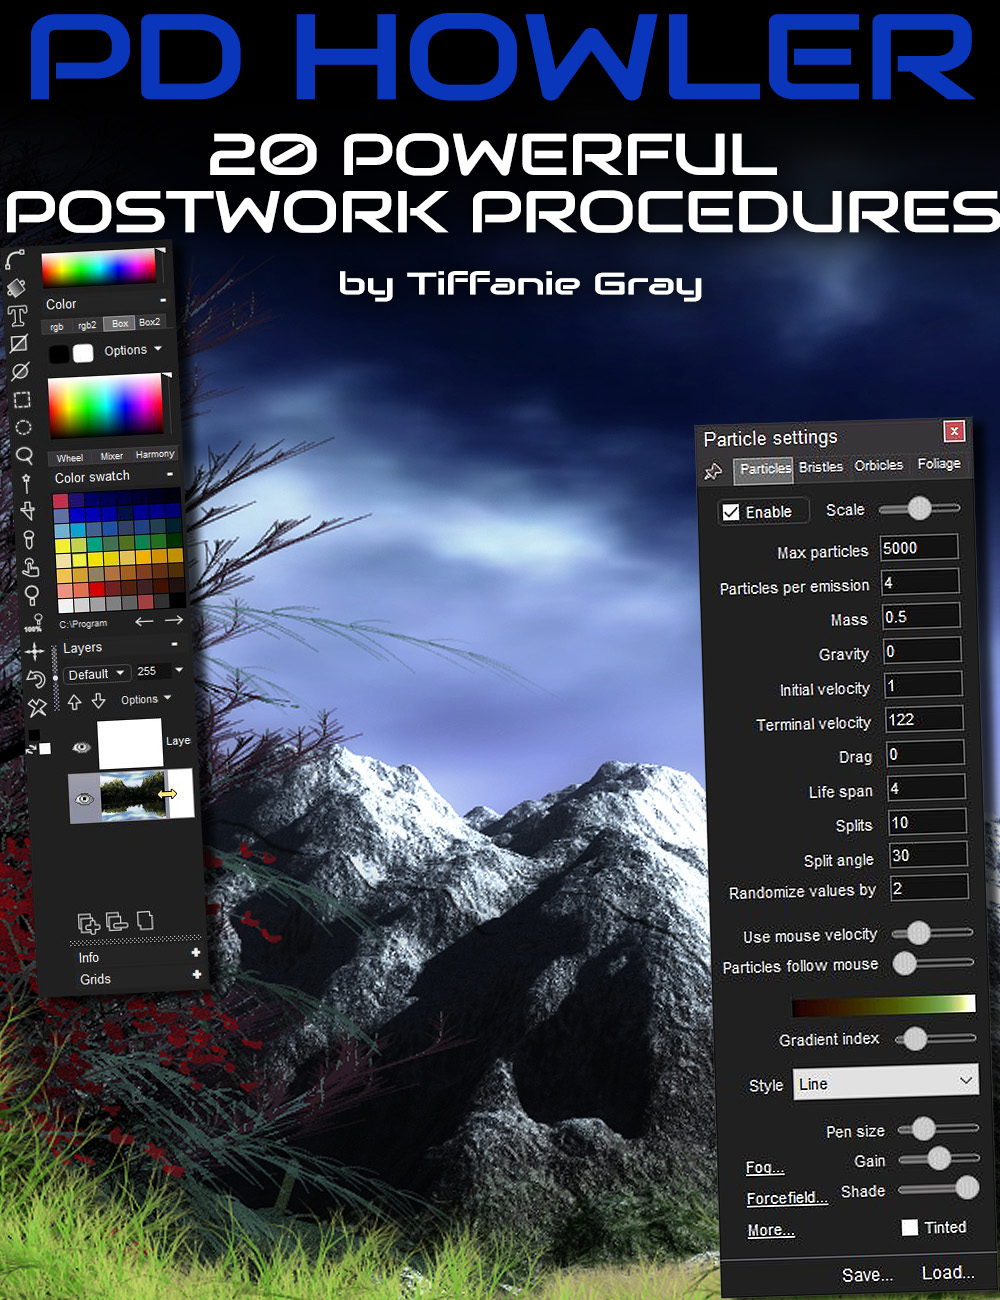 PD HOWLER
20 POWERFUL
POSTWORK PROCEDURES
by Tiffanie Gray
Color
rgb rgb2 Box Box2
Options
Wheel Mixer Harmony
Color swatch
C:\Program
100%
Layers
Default 255
Options
Laye
Info
Grids
Particle settings
x
Particles Bristles Orbicles Foliage
Enable Scale
Max particles 5000
Particles per emission 4
Mass 0.5
Gravity 0
Initial velocity 1
Terminal velocity 122
Drag 0
Life span 4
Splits 10
Split angle 30
Randomize values by 2
Use mouse velocity
Particles follow mouse
Gradient index
Style Line
Pen size
Fog... Gain
Forcefield... Shade
More... Tinted
Save... Load...